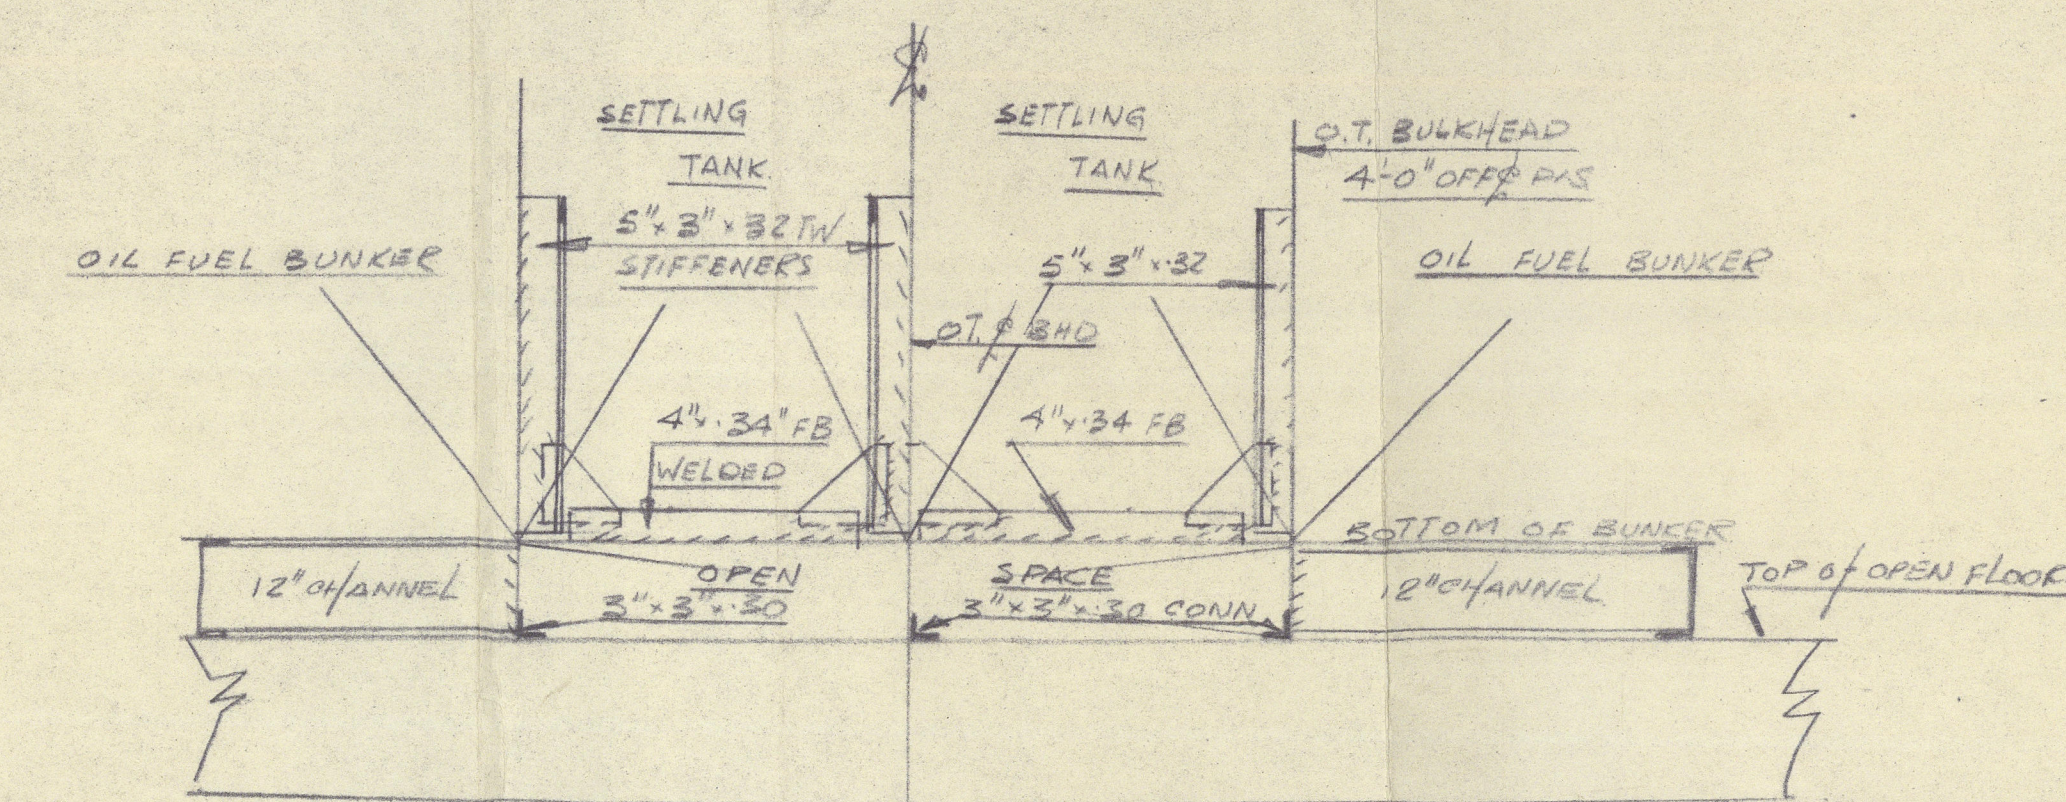 SETTLING
TANK.
5" x 3" x .32 TW
STIFFENERS
SETTLING
TANK
O.T. BULKHEAD
4'-0" OFF ℄ P/S
OIL FUEL BUNKER
5" x 3" x .32
OIL FUEL BUNKER
O.T. ℄ BHD
4" x .34" FB
WELDED
4" x .34 FB
BOTTOM OF BUNKER
12" CHANNEL
OPEN
3" x 3" x .30
SPACE
3" x 3" x .30 CONN
12" CHANNEL
TOP OF OPEN FLOOR